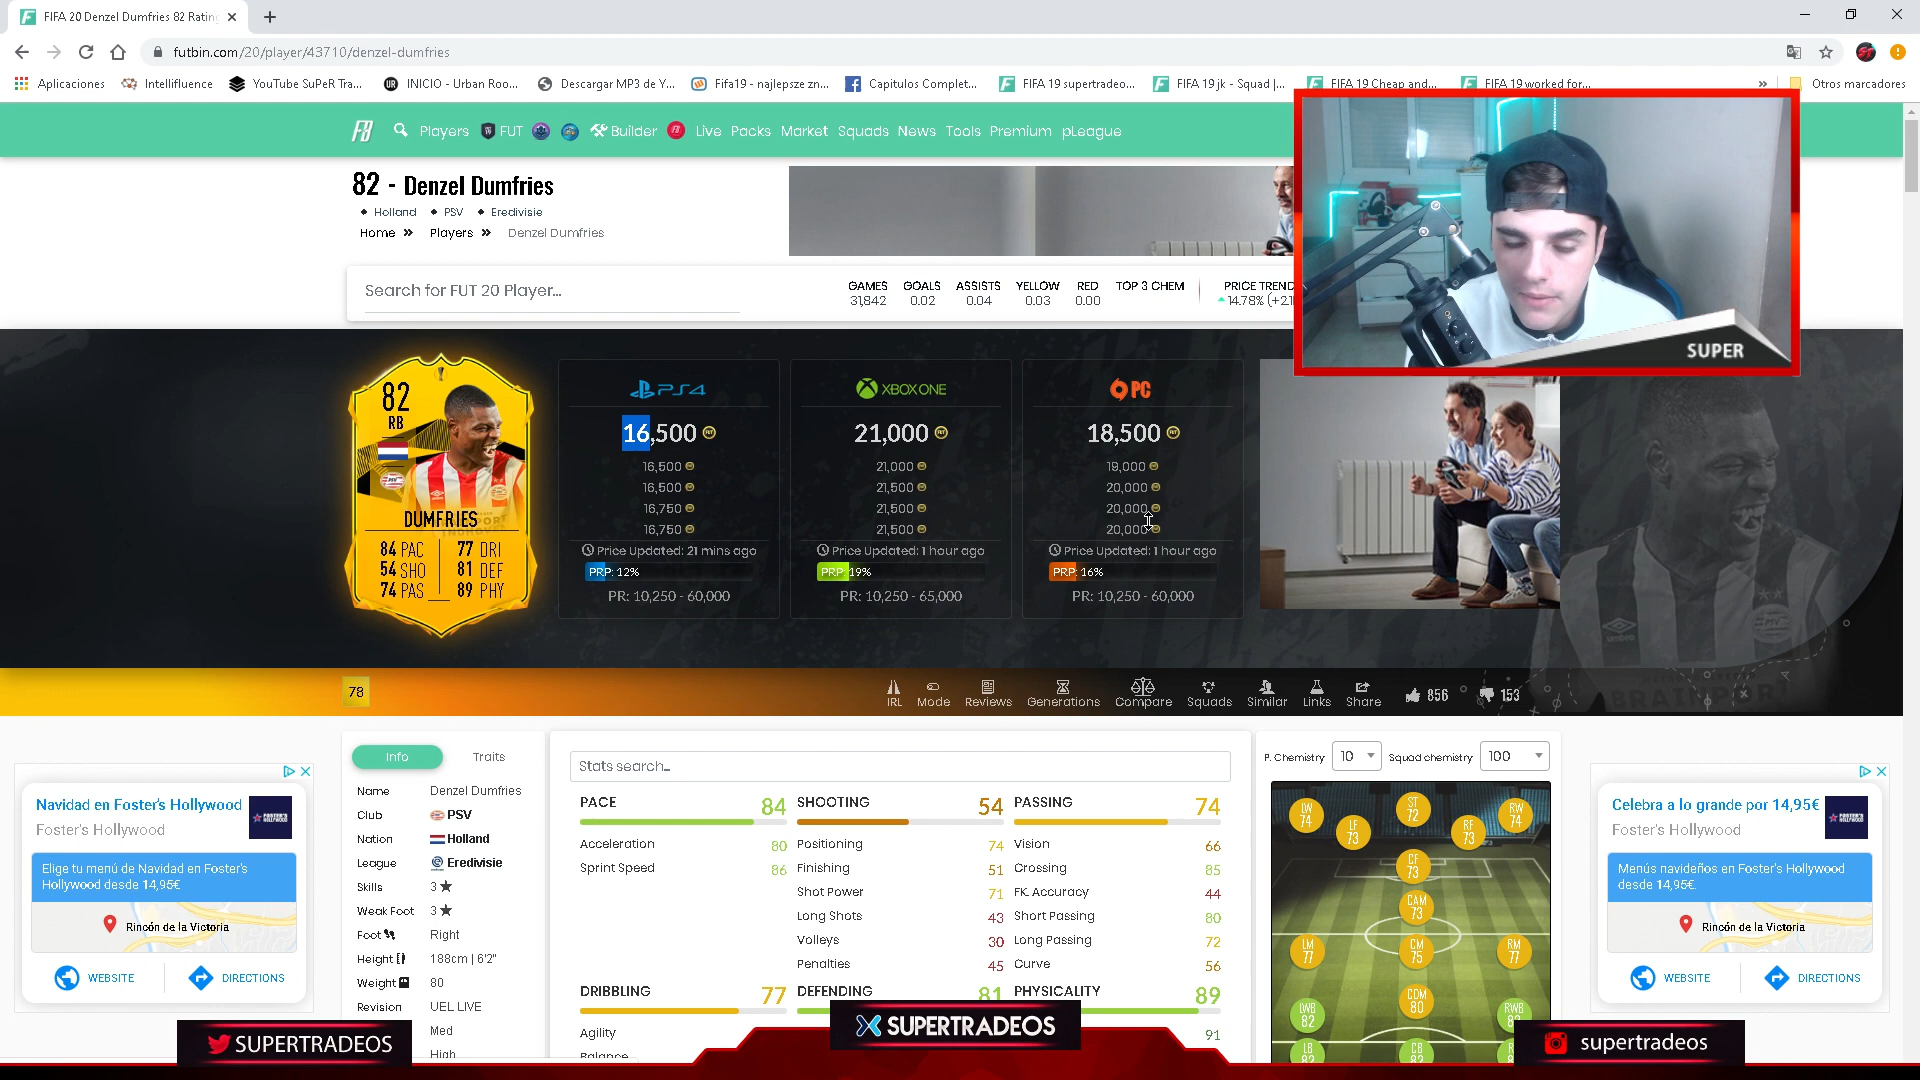 FIFA 20 Denzel Dumfries 82 Rating
futbin.com/20/player/43710/denzel-dumfries
Aplicaciones
Intellifluence
YouTube SuPeR Tra...
INICIO - Urban Roo...
Descargar MP3 de Y...
Fifa19 - najlepsze zn...
Capitulos Complet...
FIFA 19 supertradeo...
FIFA 19 jk - Squad |...
FIFA 19 Cheap and...
FIFA 19 worked for...
»
Otros marcadores
Players
FUT
Builder
Live
Packs
Market
Squads
News
Tools
Premium
pLeague
82 - Denzel Dumfries
Holland
PSV
Eredivisie
Home » Players » Denzel Dumfries
Search for FUT 20 Player...
GAMES
31,842
GOALS
0.02
ASSISTS
0.04
YELLOW
0.03
RED
0.00
TOP 3 CHEM
PRICE TREND
14.78%
SUPER
82
RB
DUMFRIES
84 PAC
77 DRI
54 SHO
81 DEF
74 PAS
89 PHY
PS4
16,500
16,500
16,500
16,750
16,750
Price Updated: 21 mins ago
PRP: 12%
PR: 10,250 - 60,000
XBOX ONE
21,000
21,000
21,500
21,500
21,500
Price Updated: 1 hour ago
PRP: 19%
PR: 10,250 - 65,000
PC
18,500
19,000
20,000
20,000
20,000
Price Updated: 1 hour ago
PRP: 16%
PR: 10,250 - 60,000
78
IRL
Mode
Reviews
Generations
Compare
Squads
Similar
Links
Share
856
153
Navidad en Foster's Hollywood
Foster's Hollywood
Elige tu menú de Navidad en Foster's
Hollywood desde 14,95€
Rincón de la Victoria
WEBSITE
DIRECTIONS
Info
Traits
Name Denzel Dumfries
Club PSV
Nation Holland
League Eredivisie
Skills 3 ★
Weak Foot 3 ★
Foot Right
Height 188cm | 6'2"
Weight 80
Revision UEL LIVE
Med
High
Stats search...
PACE 84
Acceleration 80
Sprint Speed 86
SHOOTING 54
Positioning 74
Finishing 51
Shot Power 71
Long Shots 43
Volleys 30
Penalties 45
PASSING 74
Vision 66
Crossing 85
FK. Accuracy 44
Short Passing 80
Long Passing 72
Curve 56
DRIBBLING 77
Agility
Balance
DEFENDING 81
PHYSICALITY 89
91
P. Chemistry 10
Squad chemistry 100
LW
74
ST
72
RW
74
LF
73
RF
73
CF
73
CAM
73
LM
77
CM
75
RM
77
CDM
80
LWB
82
RWB
LB
CB
82
Celebra a lo grande por 14,95€
Foster's Hollywood
Menús navideños en Foster's Hollywood
desde 14,95€.
Rincón de la Victoria
WEBSITE
DIRECTIONS
SUPERTRADEOS
SUPERTRADEOS
supertradeos